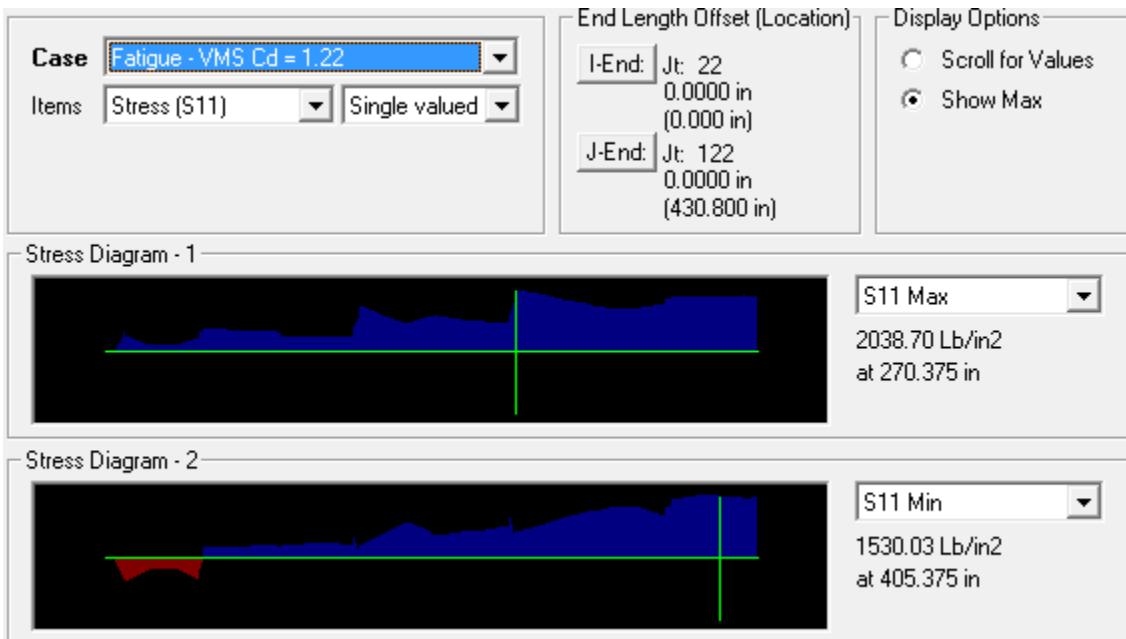 Case Fatigue - VMS Cd = 1.22
Items Stress (S11) Single valued
End Length Offset (Location)
I-End: Jt: 22
0.0000 in
(0.000 in)
J-End: Jt: 122
0.0000 in
(430.800 in)
Display Options
Scroll for Values
Show Max
Stress Diagram - 1
S11 Max
2038.70 Lb/in2
at 270.375 in
Stress Diagram - 2
S11 Min
1530.03 Lb/in2
at 405.375 in